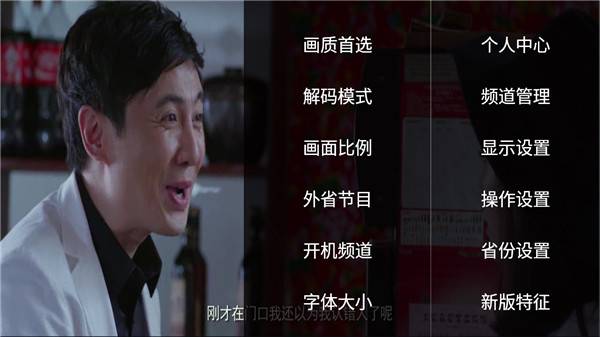 画质首选
个人中心
解码模式
频道管理
画面比例
显示设置
外省节目
操作设置
开机频道
省份设置
字体大小
新版特征
刚才在门口我还以为我认错人了呢